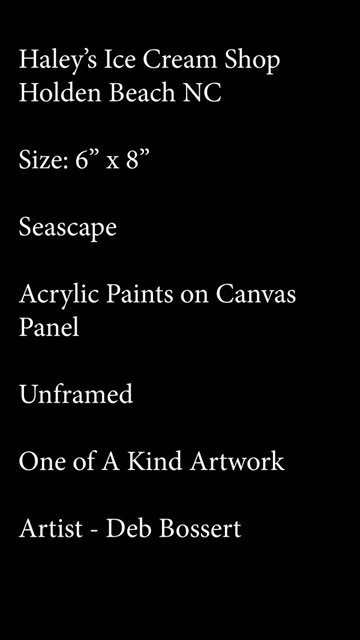 Haley’s Ice Cream Shop
Holden Beach NC
Size: 6” x 8”
Seascape
Acrylic Paints on Canvas
Panel
Unframed
One of A Kind Artwork
Artist - Deb Bossert